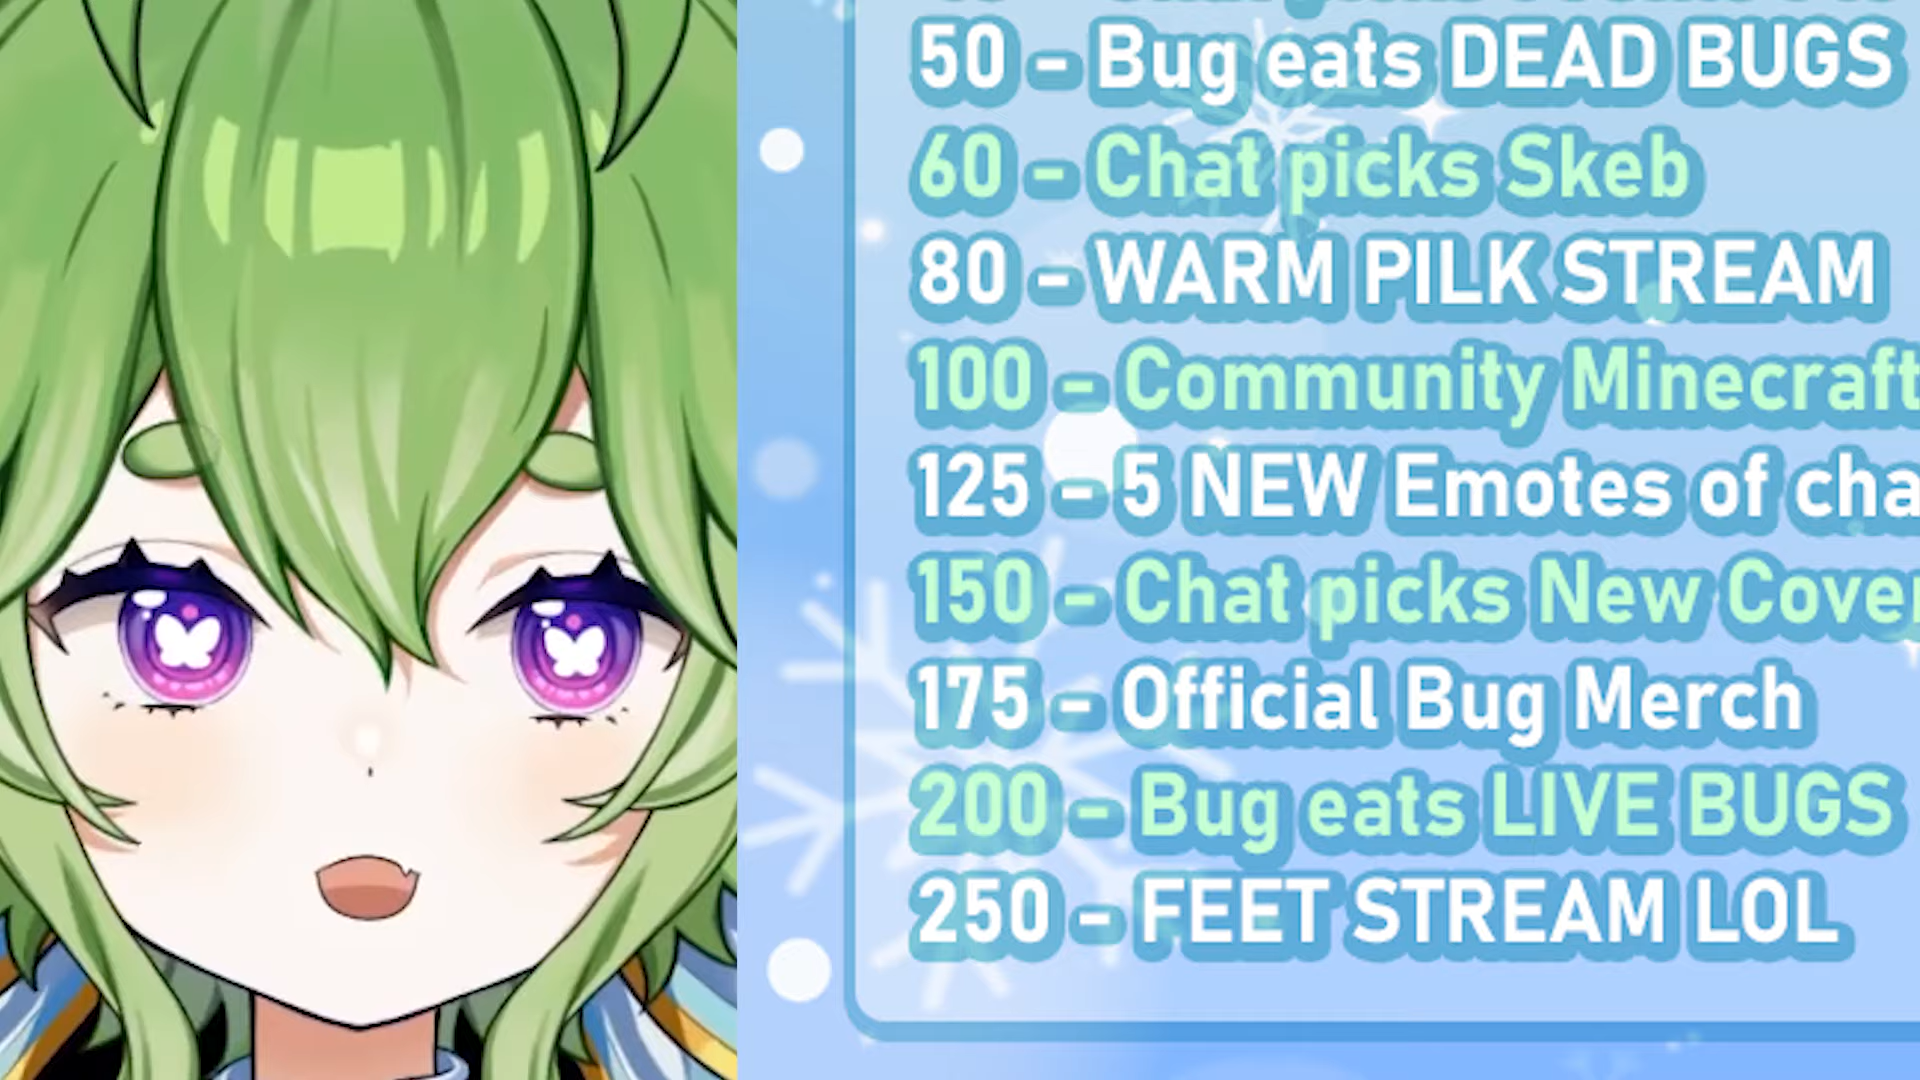 50 - Bug eats DEAD BUGS
60 - Chat picks Skeb
80 - WARM PILK STREAM
100 - Community Minecraft
125 - 5 NEW Emotes of cha
150 - Chat picks New Cover
175 - Official Bug Merch
200 - Bug eats LIVE BUGS
250 - FEET STREAM LOL